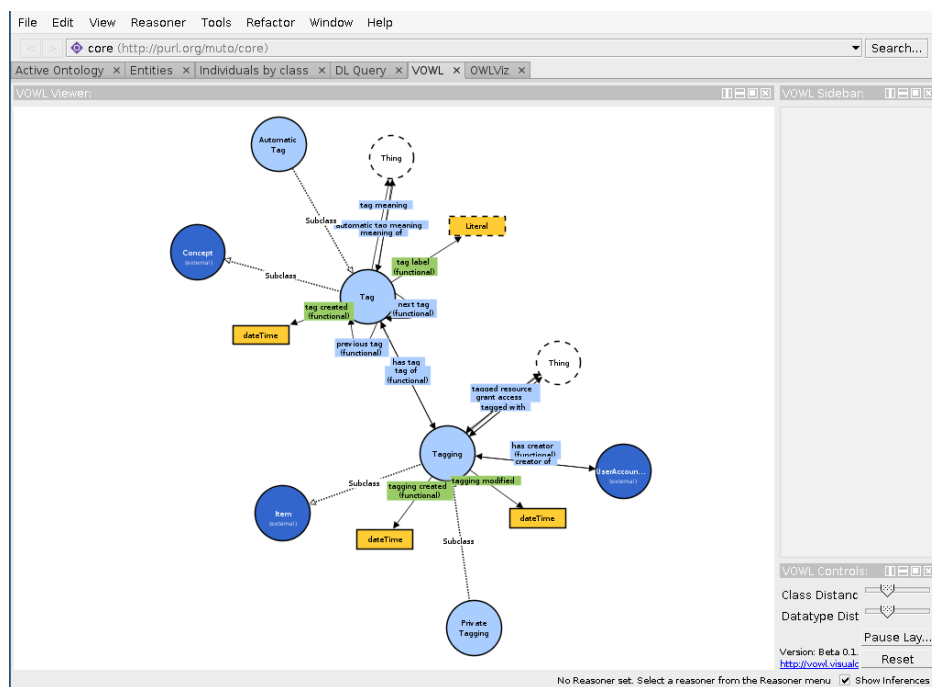 File Edit View Reasoner Tools Refactor Window Help
< > core (http://purl.org/muto/core) Search...
Active Ontology × Entities × Individuals by class × DL Query × VOWL × OWLViz ×
VOWL Viewer:
VOWL Sidebar:
Automatic
Tag
Thing
tag meaning
Subclass
automatic tag meaning
meaning of
Literal
Concept
(external)
tag label
(functional)
Subclass
Tag
tag created
(functional)
next tag
(functional)
dateTime
previous tag
(functional)
has tag
tag of
(functional)
Thing
tagged resource
grant access
tagged with
has creator
(functional)
creator of
Tagging
UserAccoun...
(external)
Subclass
tagging created
(functional)
tagging modified
Item
(external)
dateTime
dateTime
Subclass
Private
Tagging
VOWL Controls:
Class Distanc
Datatype Dist
Pause Lay...
Version: Beta 0.1.
http://vowl.visualc
Reset
No Reasoner set. Select a reasoner from the Reasoner menu Show Inferences